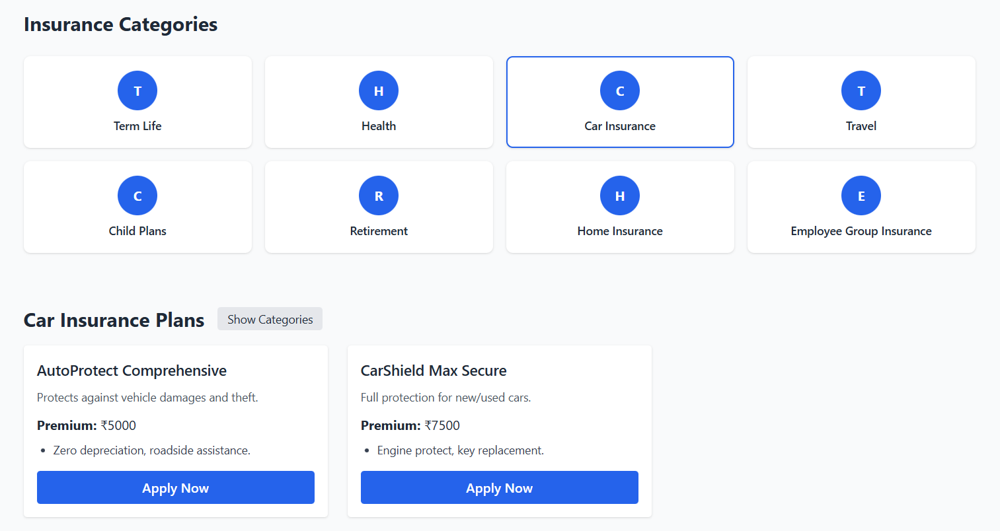 Insurance Categories
T
Term Life
H
Health
C
Car Insurance
T
Travel
C
Child Plans
R
Retirement
H
Home Insurance
E
Employee Group Insurance
Car Insurance Plans
Show Categories
AutoProtect Comprehensive
Protects against vehicle damages and theft.
Premium: ₹5000
• Zero depreciation, roadside assistance.
Apply Now
CarShield Max Secure
Full protection for new/used cars.
Premium: ₹7500
• Engine protect, key replacement.
Apply Now